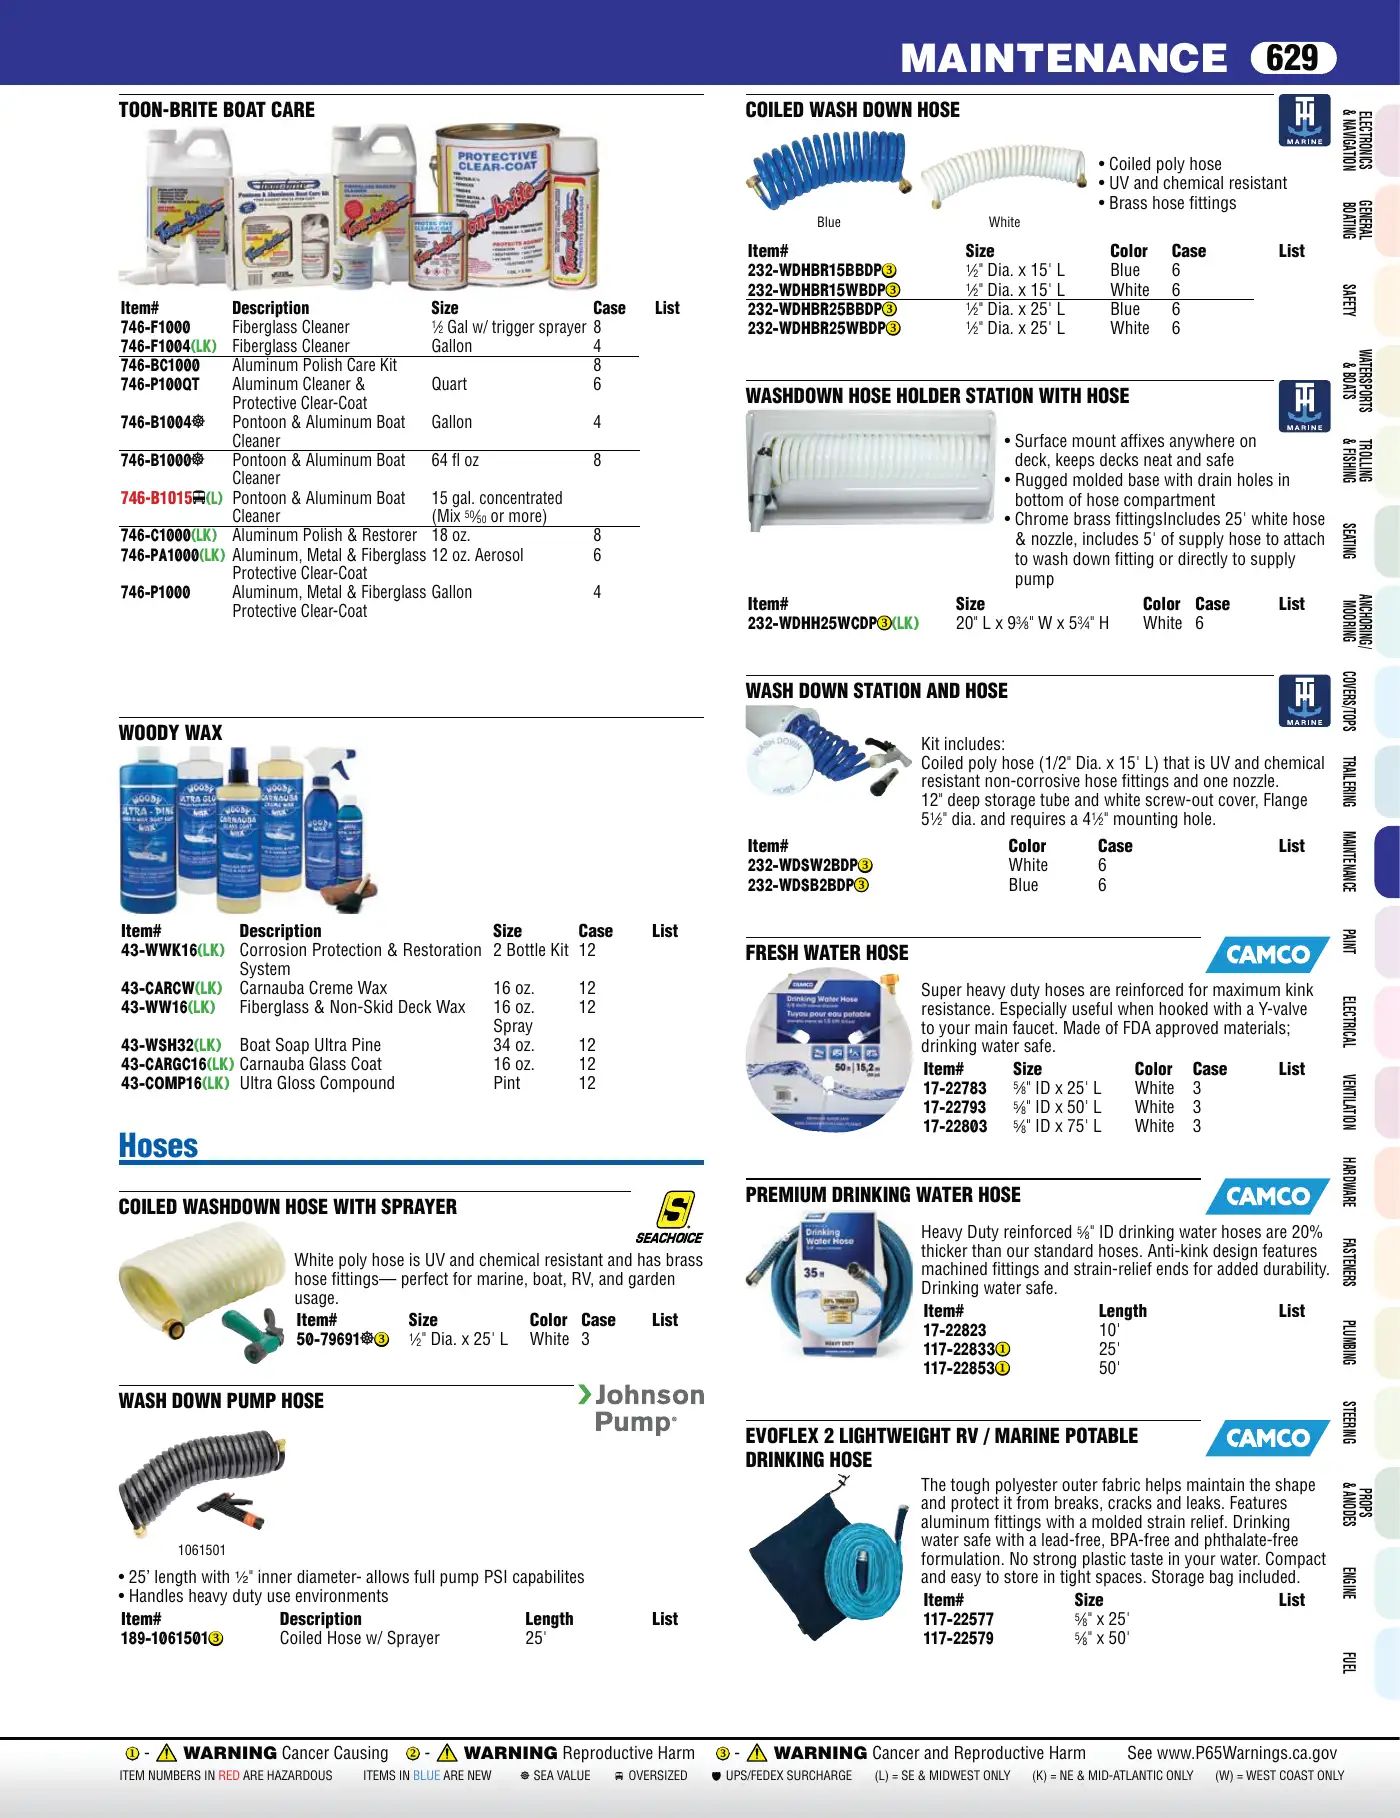 MAINTENANCE 629
TOON-BRITE BOAT CARE
Item# Description Size Case List
746-F1000 Fiberglass Cleaner ½ Gal w/ trigger sprayer 8
746-F1004(LK) Fiberglass Cleaner Gallon 4
746-BC1000 Aluminum Polish Care Kit 8
746-P100QT Aluminum Cleaner & Quart 6
Protective Clear-Coat
746-B1004 Pontoon & Aluminum Boat Gallon 4
Cleaner
746-B1000 Pontoon & Aluminum Boat 64 fl oz 8
Cleaner
746-B1015(L) Pontoon & Aluminum Boat 15 gal. concentrated
Cleaner (Mix 50/50 or more)
746-C1000(LK) Aluminum Polish & Restorer 18 oz. 8
746-PA1000(LK) Aluminum, Metal & Fiberglass 12 oz. Aerosol 6
Protective Clear-Coat
746-P1000 Aluminum, Metal & Fiberglass Gallon 4
Protective Clear-Coat
WOODY WAX
Item# Description Size Case List
43-WWK16(LK) Corrosion Protection & Restoration 2 Bottle Kit 12
System
43-CARCW(LK) Carnauba Creme Wax 16 oz. 12
43-WW16(LK) Fiberglass & Non-Skid Deck Wax 16 oz. 12
Spray
43-WSH32(LK) Boat Soap Ultra Pine 34 oz. 12
43-CARGC16(LK) Carnauba Glass Coat 16 oz. 12
43-COMP16(LK) Ultra Gloss Compound Pint 12
Hoses
COILED WASHDOWN HOSE WITH SPRAYER
S
SEACHOICE
White poly hose is UV and chemical resistant and has brass
hose fittings— perfect for marine, boat, RV, and garden
usage.
Item# Size Color Case List
50-79691 3 ½" Dia. x 25' L White 3
WASH DOWN PUMP HOSE
Johnson
Pump®
1061501
• 25’ length with ½" inner diameter- allows full pump PSI capabilites
• Handles heavy duty use environments
Item# Description Length List
189-1061501 3 Coiled Hose w/ Sprayer 25'
COILED WASH DOWN HOSE
TH
MARINE
• Coiled poly hose
• UV and chemical resistant
• Brass hose fittings
Blue White
Item# Size Color Case List
232-WDHBR15BBDP 3 ½" Dia. x 15' L Blue 6
232-WDHBR15WBDP 3 ½" Dia. x 15' L White 6
232-WDHBR25BBDP 3 ½" Dia. x 25' L Blue 6
232-WDHBR25WBDP 3 ½" Dia. x 25' L White 6
WASHDOWN HOSE HOLDER STATION WITH HOSE
TH
MARINE
• Surface mount affixes anywhere on
deck, keeps decks neat and safe
• Rugged molded base with drain holes in
bottom of hose compartment
• Chrome brass fittingsIncludes 25' white hose
& nozzle, includes 5' of supply hose to attach
to wash down fitting or directly to supply
pump
Item# Size Color Case List
232-WDHH25WCDP 3 (LK) 20" L x 9⅜" W x 5¾" H White 6
WASH DOWN STATION AND HOSE
TH
MARINE
WASH DOWN
HOSE
Kit includes:
Coiled poly hose (1/2" Dia. x 15' L) that is UV and chemical
resistant non-corrosive hose fittings and one nozzle.
12" deep storage tube and white screw-out cover, Flange
5½" dia. and requires a 4½" mounting hole.
Item# Color Case List
232-WDSW2BDP 3 White 6
232-WDSB2BDP 3 Blue 6
FRESH WATER HOSE
CAMCO
Super heavy duty hoses are reinforced for maximum kink
resistance. Especially useful when hooked with a Y-valve
to your main faucet. Made of FDA approved materials;
drinking water safe.
Item# Size Color Case List
17-22783 ⅝" ID x 25' L White 3
17-22793 ⅝" ID x 50' L White 3
17-22803 ⅝" ID x 75' L White 3
PREMIUM DRINKING WATER HOSE
CAMCO
Heavy Duty reinforced ⅝" ID drinking water hoses are 20%
thicker than our standard hoses. Anti-kink design features
machined fittings and strain-relief ends for added durability.
Drinking water safe.
Item# Length List
17-22823 10'
117-22833 1 25'
117-22853 1 50'
EVOFLEX 2 LIGHTWEIGHT RV / MARINE POTABLE
DRINKING HOSE
CAMCO
The tough polyester outer fabric helps maintain the shape
and protect it from breaks, cracks and leaks. Features
aluminum fittings with a molded strain relief. Drinking
water safe with a lead-free, BPA-free and phthalate-free
formulation. No strong plastic taste in your water. Compact
and easy to store in tight spaces. Storage bag included.
Item# Size List
117-22577 ⅝" x 25'
117-22579 ⅝" x 50'
ELECTRONICS
& NAVIGATION
GENERAL
BOATING
SAFETY
WATERSPORTS
& BOATS
TROLLING
& FISHING
SEATING
ANCHORING/
MOORING
COVERS/TOPS
TRAILERING
MAINTENANCE
PAINT
ELECTRICAL
VENTILATION
HARDWARE
FASTENERS
PLUMBING
STEERING
PROPS
& ANODES
ENGINE
FUEL
1 - WARNING Cancer Causing 2 - WARNING Reproductive Harm 3 - WARNING Cancer and Reproductive Harm See www.P65Warnings.ca.gov
ITEM NUMBERS IN RED ARE HAZARDOUS ITEMS IN BLUE ARE NEW SEA VALUE OVERSIZED UPS/FEDEX SURCHARGE (L) = SE & MIDWEST ONLY (K) = NE & MID-ATLANTIC ONLY (W) = WEST COAST ONLY